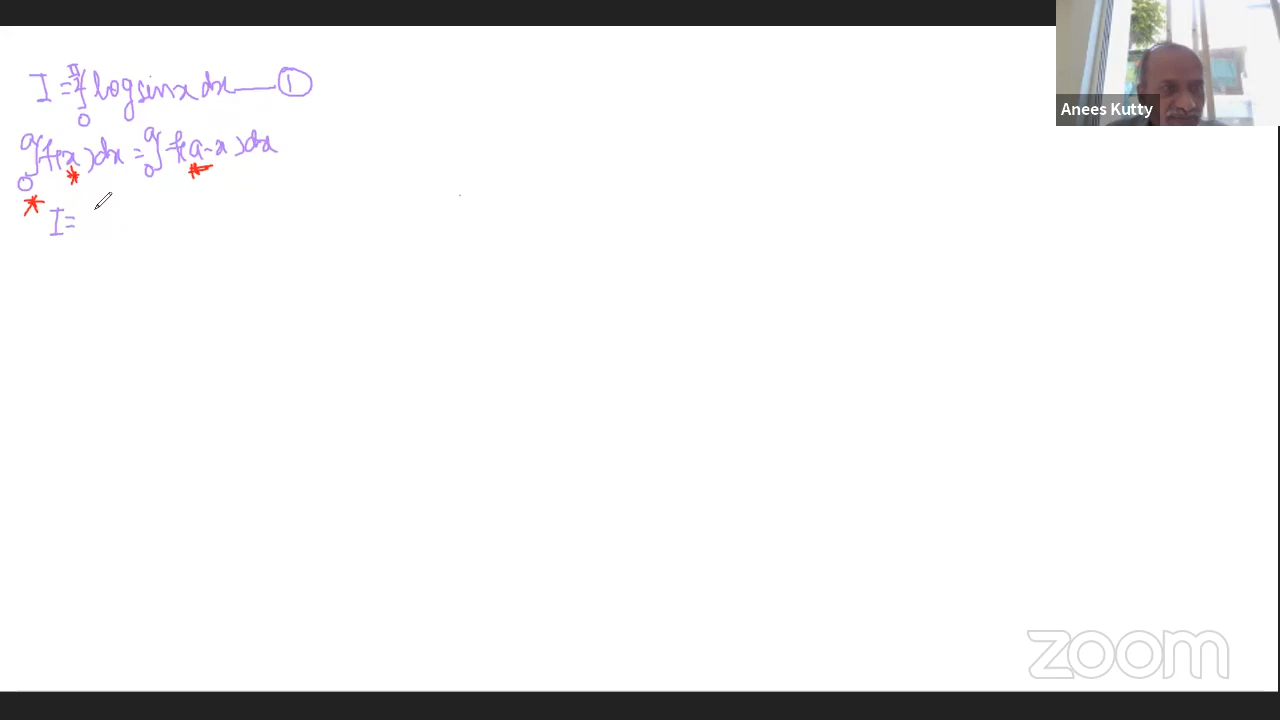 I = ∫₀^{π/2} log sin x dx —— ①
∫₀^a f(x) dx = ∫₀^a f(a-x) dx
I =
Anees Kutty
zoom